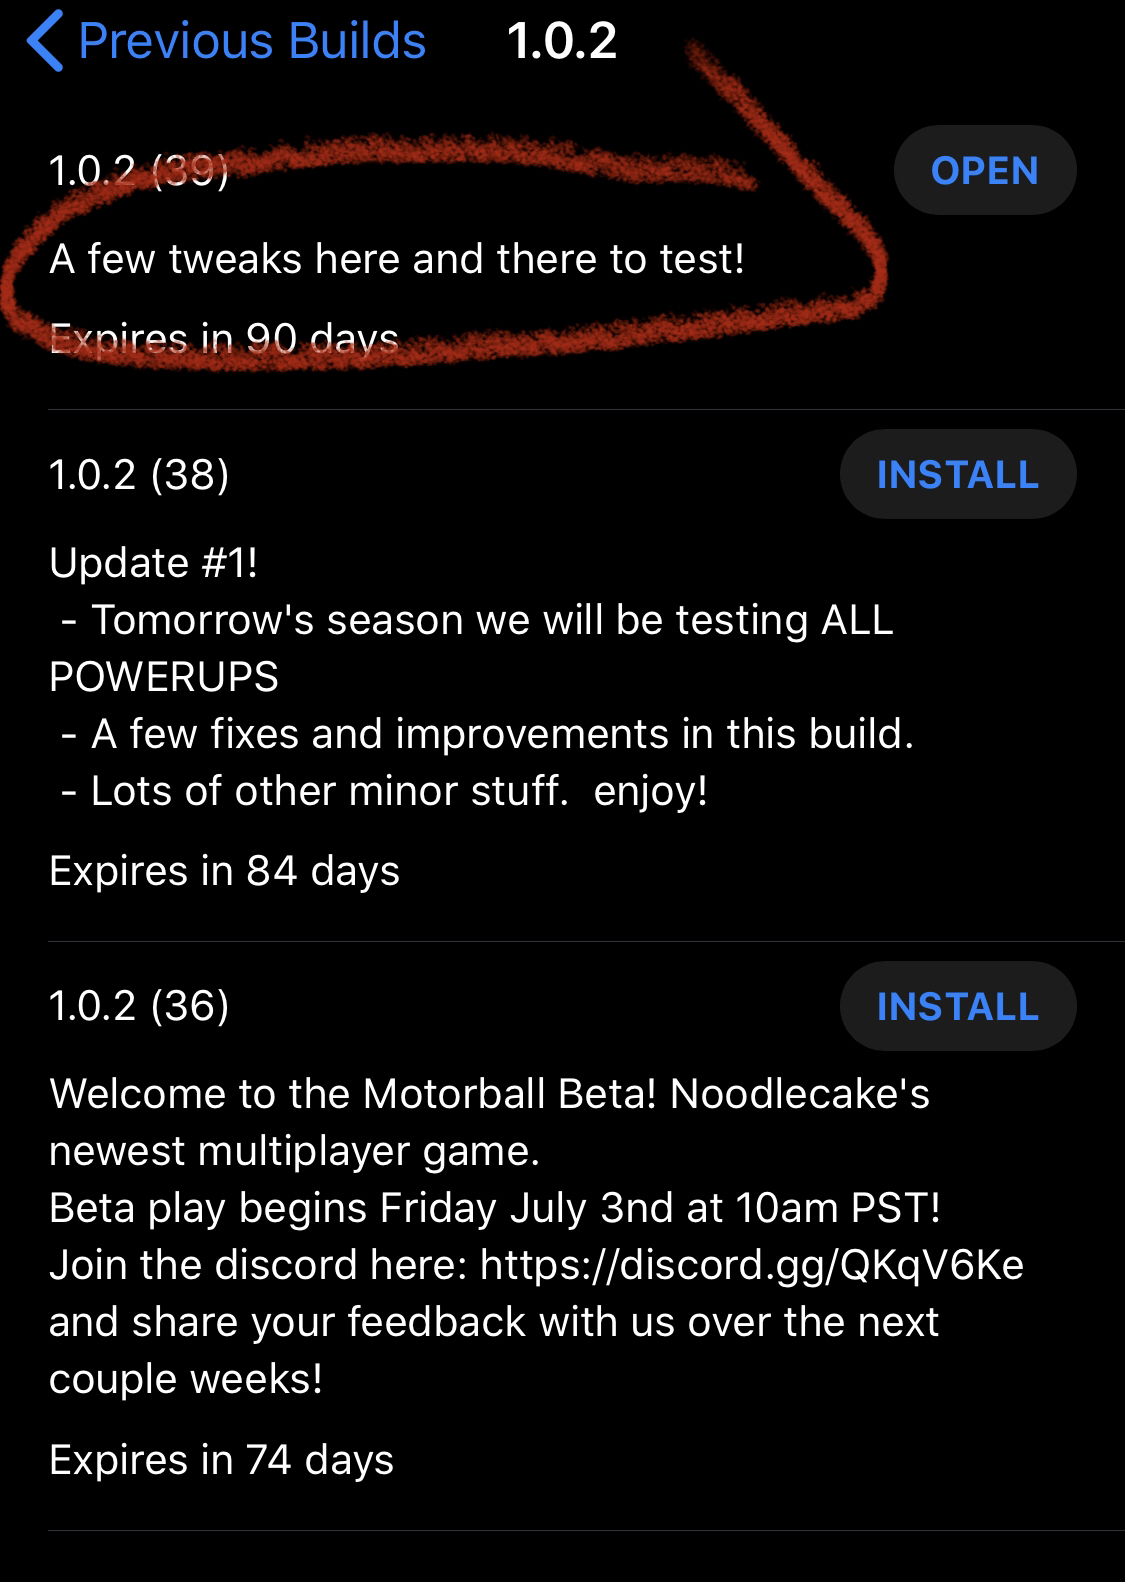 Previous Builds 1.0.2
1.0.2 (39) OPEN
A few tweaks here and there to test!
Expires in 90 days
1.0.2 (38) INSTALL
Update #1!
- Tomorrow's season we will be testing ALL
POWERUPS
- A few fixes and improvements in this build.
- Lots of other minor stuff.  enjoy!
Expires in 84 days
1.0.2 (36) INSTALL
Welcome to the Motorball Beta! Noodlecake's
newest multiplayer game.
Beta play begins Friday July 3nd at 10am PST!
Join the discord here: https://discord.gg/QKqV6Ke
and share your feedback with us over the next
couple weeks!
Expires in 74 days